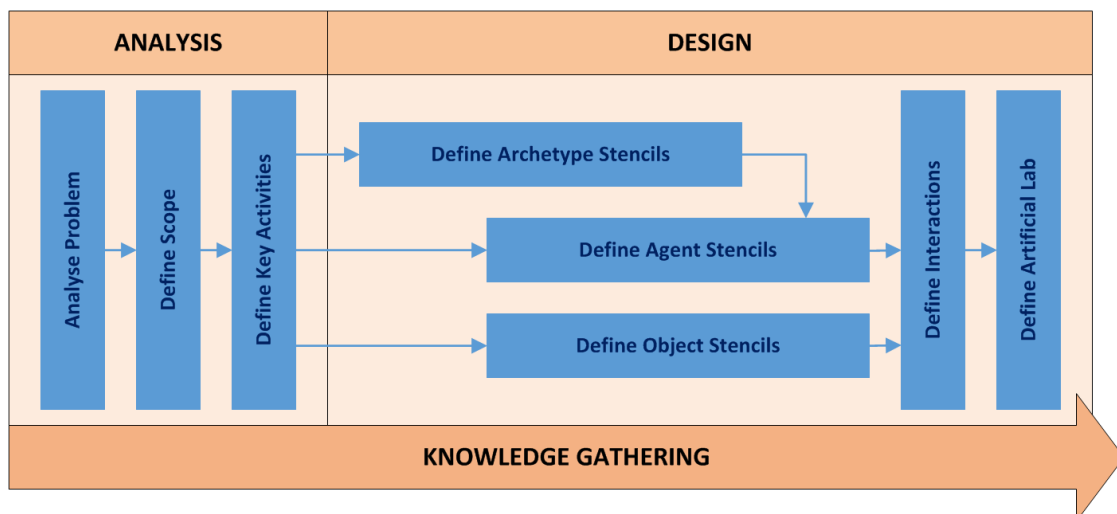 ANALYSIS
DESIGN
Analyse Problem
Define Scope
Define Key Activities
Define Archetype Stencils
Define Agent Stencils
Define Object Stencils
Define Interactions
Define Artificial Lab
KNOWLEDGE GATHERING